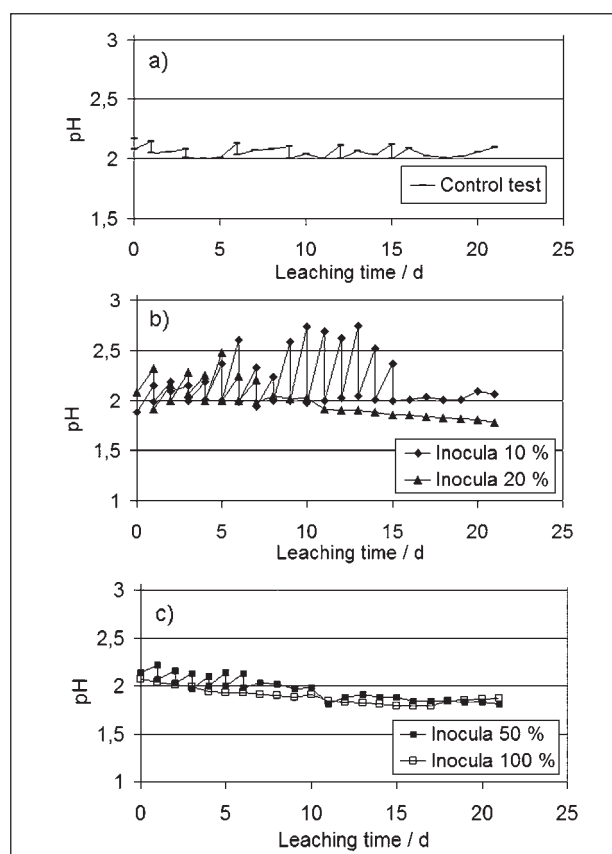 a)
3
2,5
2
1,5
pH
Control test
0 5 10 15 20 25
Leaching time / d
b)
3
2,5
2
1,5
1
pH
Inocula 10 %
Inocula 20 %
0 5 10 15 20 25
Leaching time / d
c)
3
2,5
2
1,5
1
pH
Inocula 50 %
Inocula 100 %
0 5 10 15 20 25
Leaching time / d